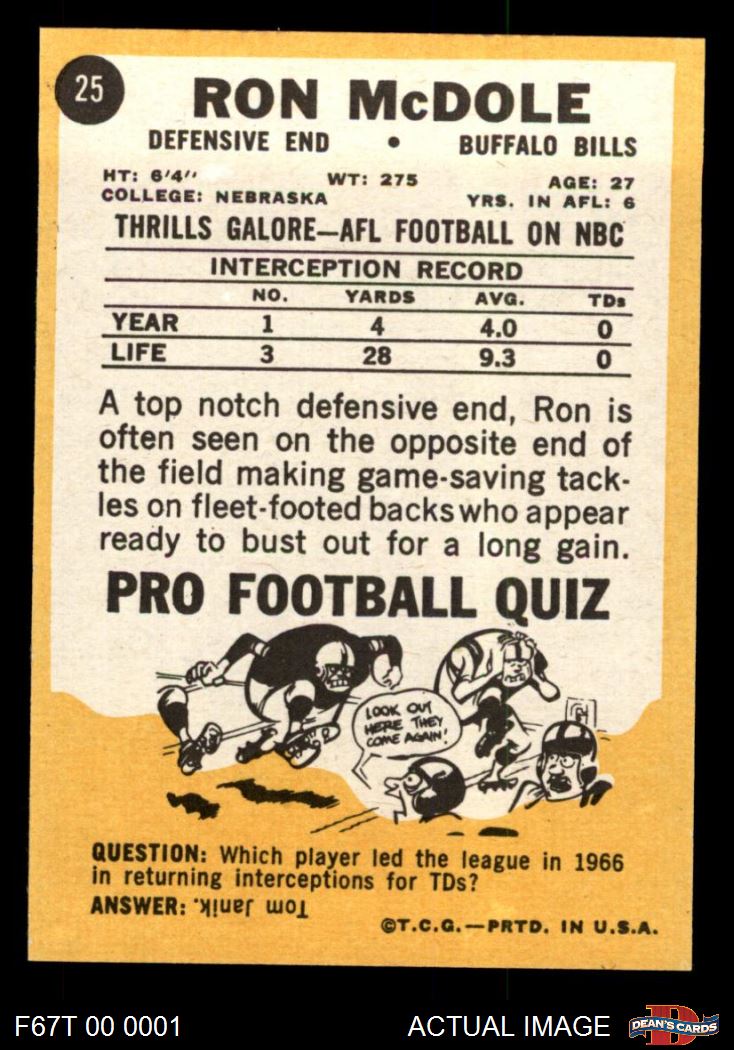 25
RON McDOLE
DEFENSIVE END • BUFFALO BILLS
HT: 6'4" WT: 275 AGE: 27
COLLEGE: NEBRASKA YRS. IN AFL: 6
THRILLS GALORE—AFL FOOTBALL ON NBC
INTERCEPTION RECORD
NO. YARDS AVG. TDs
YEAR 1 4 4.0 0
LIFE 3 28 9.3 0
A top notch defensive end, Ron is
often seen on the opposite end of
the field making game-saving tack-
les on fleet-footed backs who appear
ready to bust out for a long gain.
PRO FOOTBALL QUIZ
LOOK OUT
HERE THEY
COME AGAIN!
QUESTION: Which player led the league in 1966
in returning interceptions for TDs?
ANSWER: Tom Janik.
©T.C.G.—PRTD. IN U.S.A.
F67T 00 0001 ACTUAL IMAGE DEAN'S CARDS